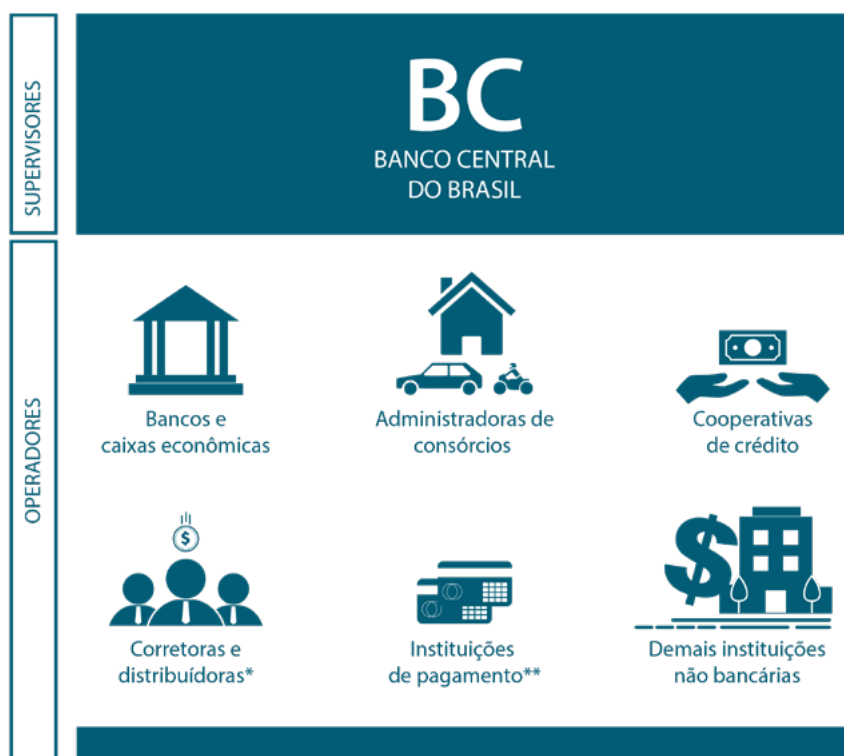 SUPERVISORES
BC
BANCO CENTRAL
DO BRASIL
OPERADORES
Bancos e
caixas econômicas
Administradoras de
consórcios
Cooperativas
de crédito
$
Corretoras e
distribuídoras*
Instituições
de pagamento**
$
Demais instituições
não bancárias